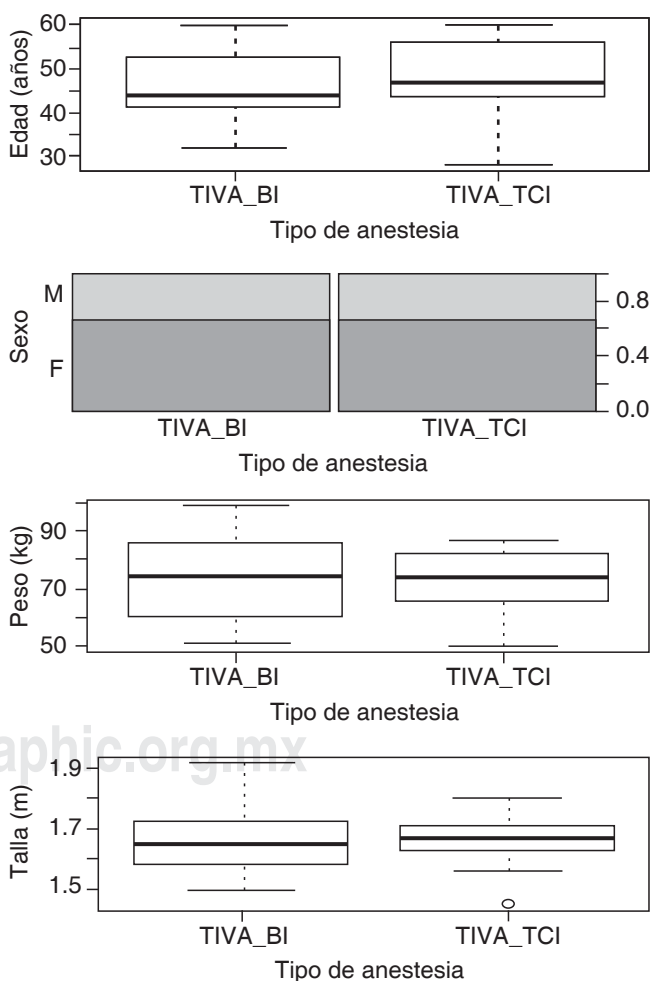 Edad (años)
60
50
40
30
TIVA_BI TIVA_TCI
Tipo de anestesia
Sexo
M
F
0.8
0.4
0.0
TIVA_BI TIVA_TCI
Tipo de anestesia
Peso (kg)
90
70
50
TIVA_BI TIVA_TCI
Tipo de anestesia
aphic.org.mx
Talla (m)
1.9
1.7
1.5
TIVA_BI TIVA_TCI
Tipo de anestesia